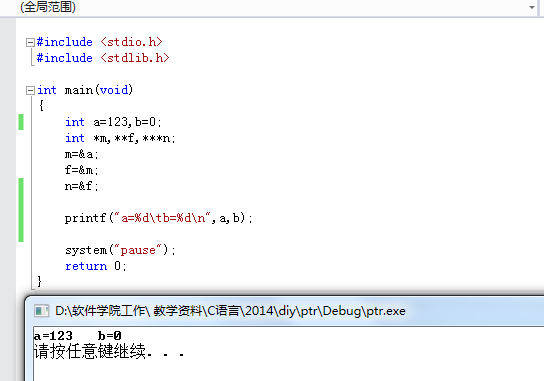 (全局范围)
#include <stdio.h>
#include <stdlib.h>
int main(void)
{
int a=123,b=0;
int *m,**f,***n;
m=&a;
f=&m;
n=&f;
printf("a=%d\tb=%d\n",a,b);
system("pause");
return 0;
}
D:\软件学院工作\ 教学资料\C语言\2014\diy\ptr\Debug\ptr.exe
a=123 b=0
请按任意键继续. . .